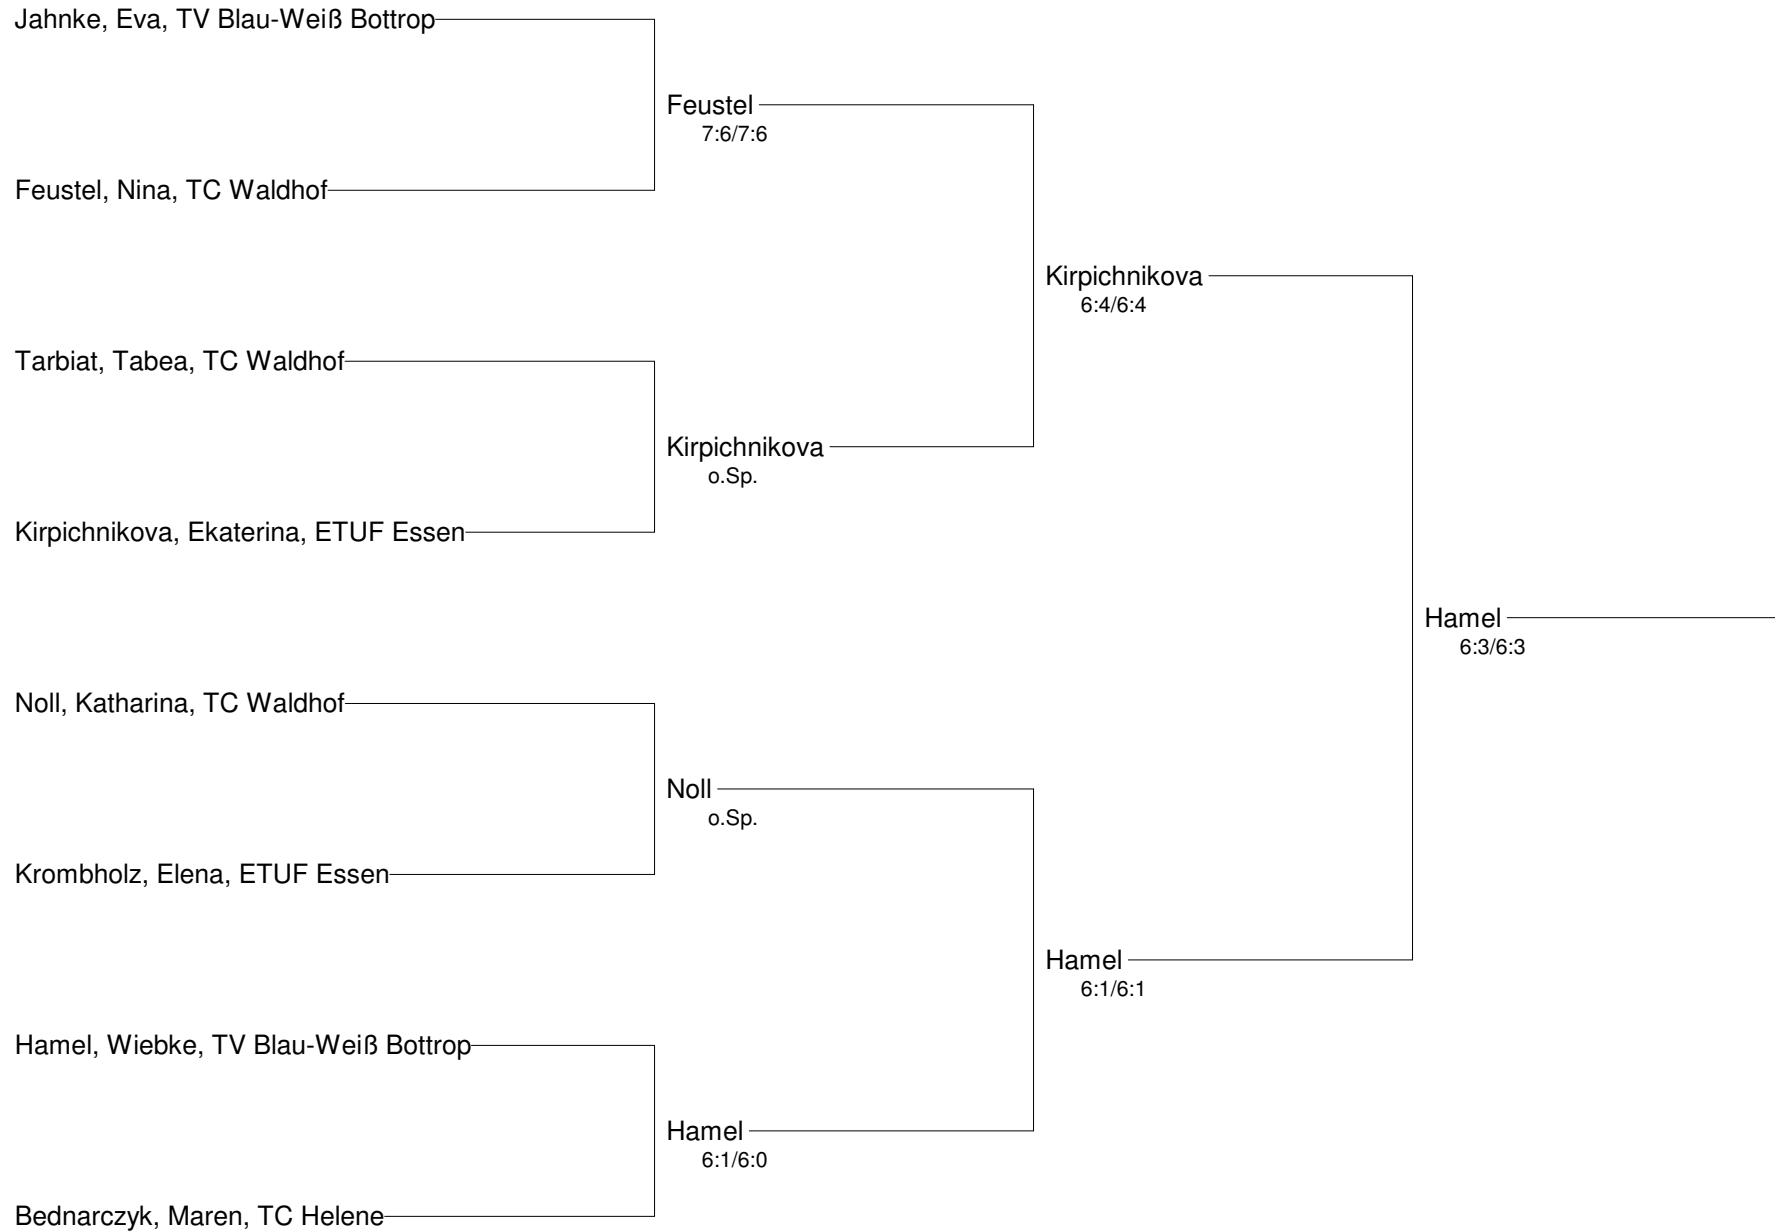 Jahnke, Eva, TV Blau-Weiß Bottrop
Feustel
7:6/7:6
Feustel, Nina, TC Waldhof
Kirpichnikova
6:4/6:4
Tarbiat, Tabea, TC Waldhof
Kirpichnikova
o.Sp.
Kirpichnikova, Ekaterina, ETUF Essen
Hamel
6:3/6:3
Noll, Katharina, TC Waldhof
Noll
o.Sp.
Krombholz, Elena, ETUF Essen
Hamel
6:1/6:1
Hamel, Wiebke, TV Blau-Weiß Bottrop
Hamel
6:1/6:0
Bednarczyk, Maren, TC Helene